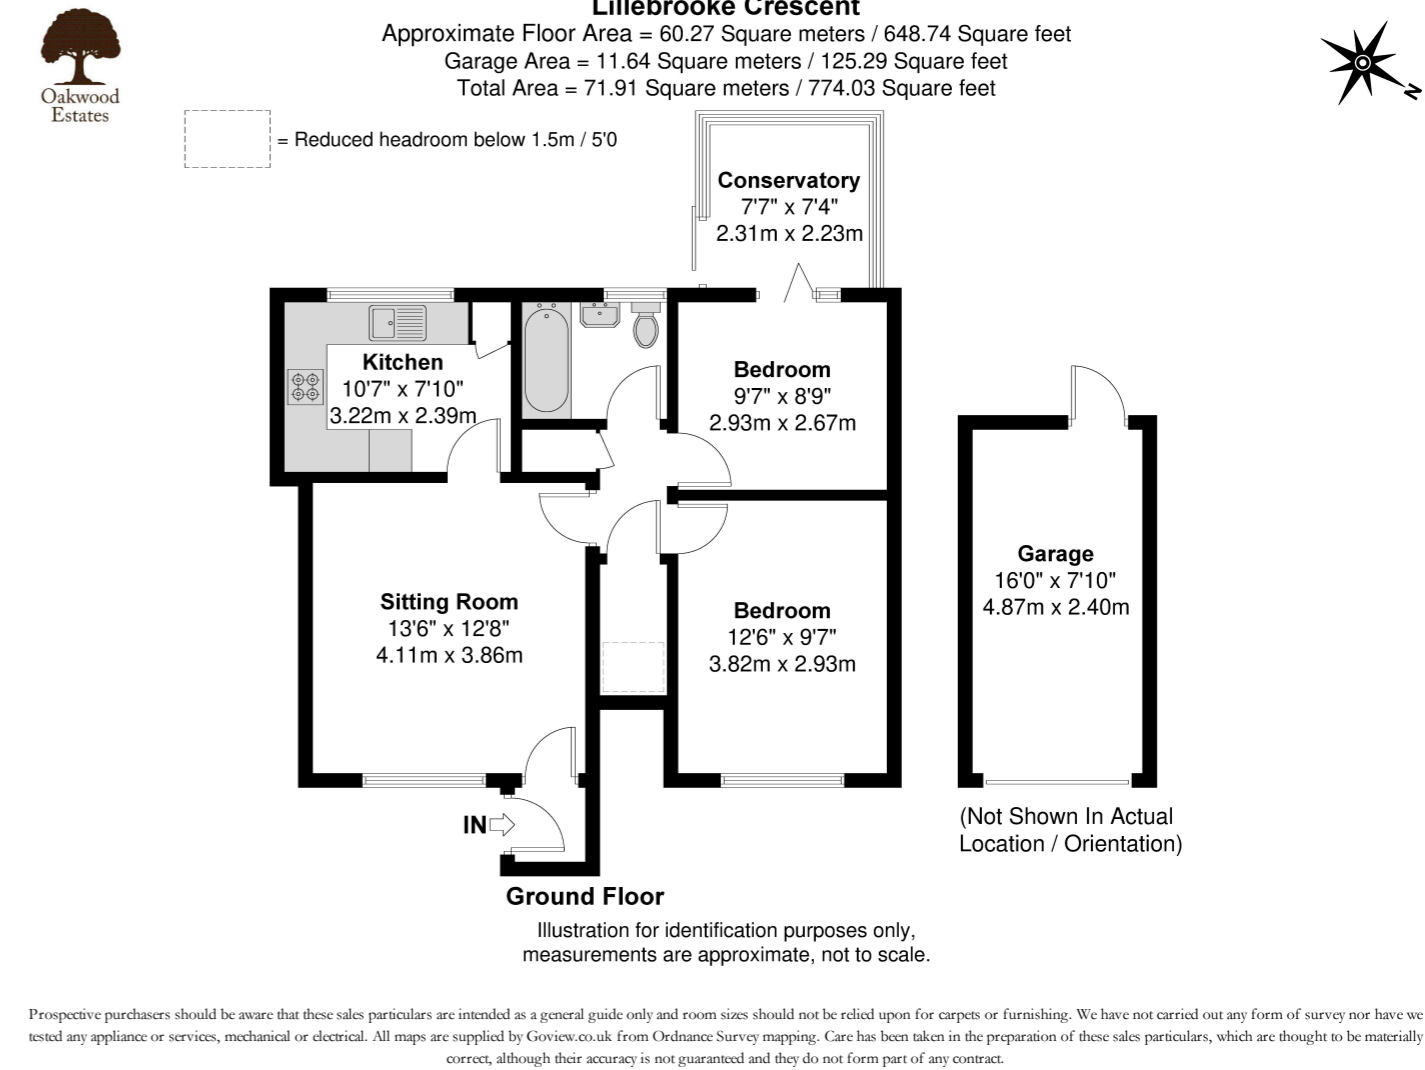 Lillebrooke Crescent
Approximate Floor Area = 60.27 Square meters / 648.74 Square feet
Garage Area = 11.64 Square meters / 125.29 Square feet
Total Area = 71.91 Square meters / 774.03 Square feet
Oakwood
Estates
N
= Reduced headroom below 1.5m / 5'0
Conservatory
7'7" x 7'4"
2.31m x 2.23m
Kitchen
10'7" x 7'10"
3.22m x 2.39m
Bedroom
9'7" x 8'9"
2.93m x 2.67m
Sitting Room
13'6" x 12'8"
4.11m x 3.86m
Bedroom
12'6" x 9'7"
3.82m x 2.93m
Garage
16'0" x 7'10"
4.87m x 2.40m
IN
(Not Shown In Actual
Location / Orientation)
Ground Floor
Illustration for identification purposes only,
measurements are approximate, not to scale.
Prospective purchasers should be aware that these sales particulars are intended as a general guide only and room sizes should not be relied upon for carpets or furnishing. We have not carried out any form of survey nor have we
tested any appliance or services, mechanical or electrical. All maps are supplied by Goview.co.uk from Ordnance Survey mapping. Care has been taken in the preparation of these sales particulars, which are thought to be materially
correct, although their accuracy is not guaranteed and they do not form part of any contract.